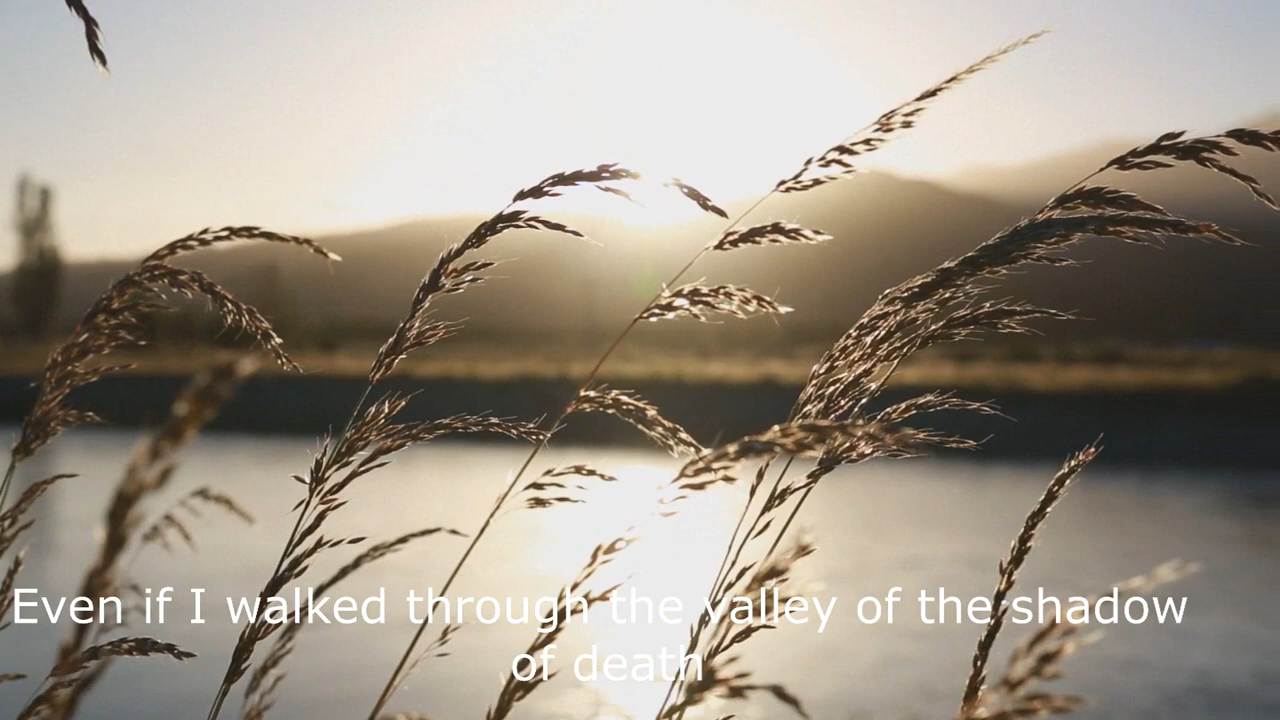 Even if I walked through the valley of the shadow
of death